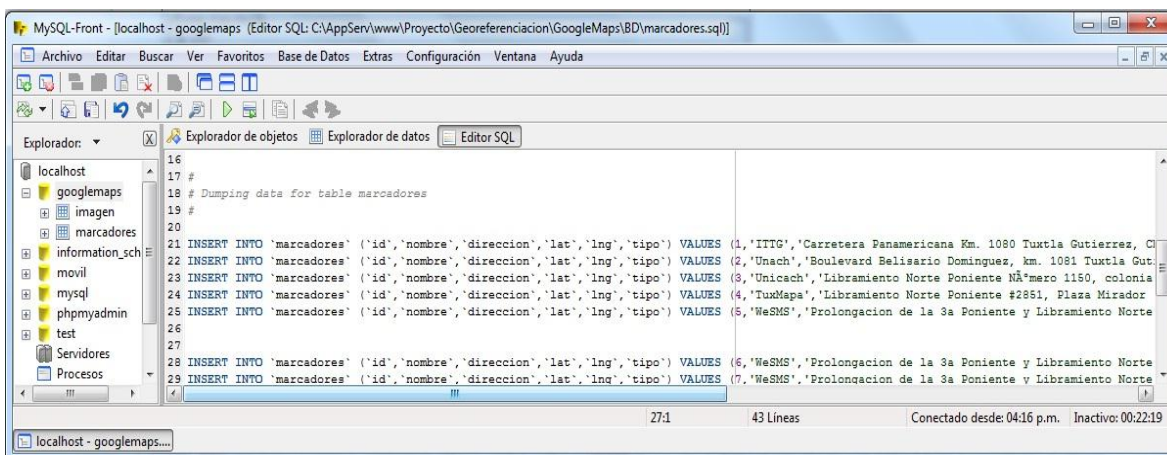 MySQL-Front - [localhost - googlemaps (Editor SQL: C:\AppServ\www\Proyecto\Georeferenciacion\GoogleMaps\BD\marcadores.sql)]
Archivo Editar Buscar Ver Favoritos Base de Datos Extras Configuración Ventana Ayuda
Explorador:
Explorador de objetos Explorador de datos Editor SQL
localhost
googlemaps
imagen
marcadores
information_sch
movil
mysql
phpmyadmin
test
Servidores
Procesos
16
17 #
18 # Dumping data for table marcadores
19 #
20
21 INSERT INTO `marcadores` (`id`,`nombre`,`direccion`,`lat`,`lng`,`tipo`) VALUES (1,'ITTG','Carretera Panamericana Km. 1080 Tuxtla Gutierrez, C
22 INSERT INTO `marcadores` (`id`,`nombre`,`direccion`,`lat`,`lng`,`tipo`) VALUES (2,'Unach','Boulevard Belisario Dominguez, km. 1081 Tuxtla Gut
23 INSERT INTO `marcadores` (`id`,`nombre`,`direccion`,`lat`,`lng`,`tipo`) VALUES (3,'Unicach','Libramiento Norte Poniente NÃºmero 1150, colonia
24 INSERT INTO `marcadores` (`id`,`nombre`,`direccion`,`lat`,`lng`,`tipo`) VALUES (4,'TuxMapa','Libramiento Norte Poniente #2851, Plaza Mirador
25 INSERT INTO `marcadores` (`id`,`nombre`,`direccion`,`lat`,`lng`,`tipo`) VALUES (5,'WeSMS','Prolongacion de la 3a Poniente y Libramiento Norte
26
27
28 INSERT INTO `marcadores` (`id`,`nombre`,`direccion`,`lat`,`lng`,`tipo`) VALUES (6,'WeSMS','Prolongacion de la 3a Poniente y Libramiento Norte
29 INSERT INTO `marcadores` (`id`,`nombre`,`direccion`,`lat`,`lng`,`tipo`) VALUES (7,'WeSMS','Prolongacion de la 3a Poniente y Libramiento Norte
27:1 43 Líneas Conectado desde: 04:16 p.m. Inactivo: 00:22:19
localhost - googlemaps....